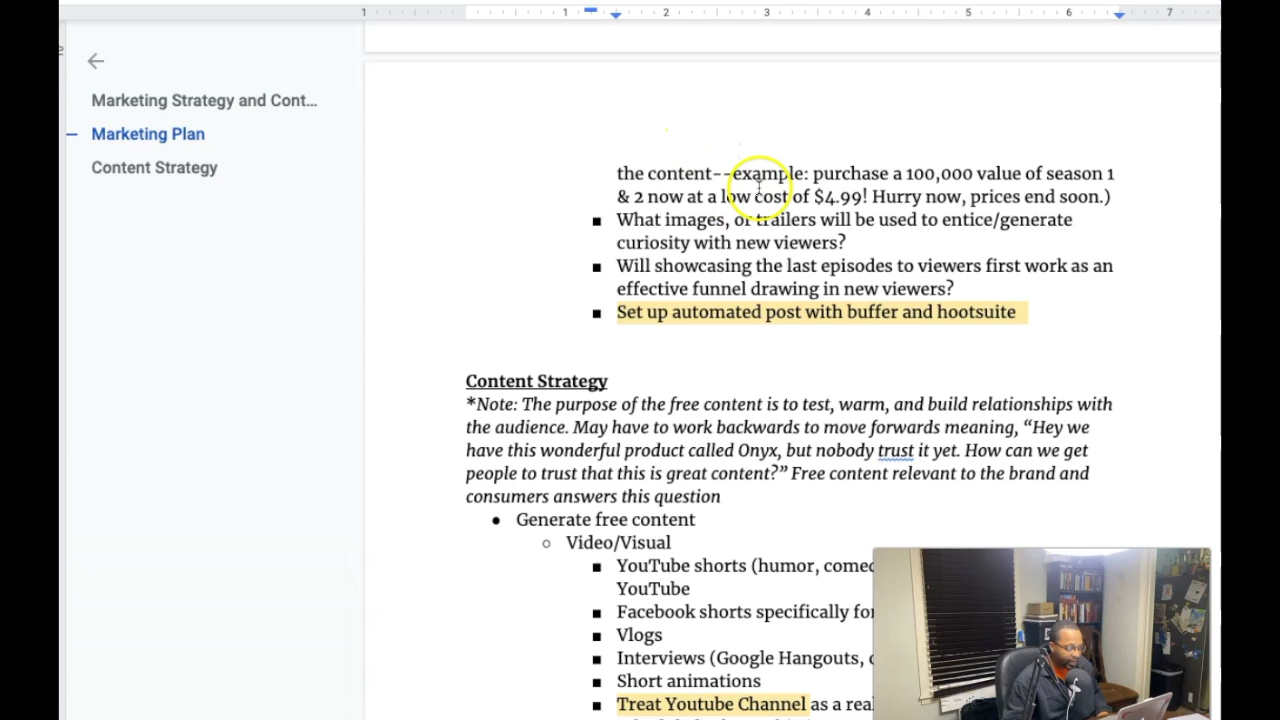 1 1 2 3 4 5 6 7
Marketing Strategy and Cont...
Marketing Plan
Content Strategy
the content--example: purchase a 100,000 value of season 1
& 2 now at a low cost of $4.99! Hurry now, prices end soon.)
■ What images, or trailers will be used to entice/generate
curiosity with new viewers?
■ Will showcasing the last episodes to viewers first work as an
effective funnel drawing in new viewers?
■ Set up automated post with buffer and hootsuite
Content Strategy
*Note: The purpose of the free content is to test, warm, and build relationships with
the audience. May have to work backwards to move forwards meaning, “Hey we
have this wonderful product called Onyx, but nobody trust it yet. How can we get
people to trust that this is great content?” Free content relevant to the brand and
consumers answers this question
● Generate free content
○ Video/Visual
■ YouTube shorts (humor, comed
YouTube
■ Facebook shorts specifically for
■ Vlogs
■ Interviews (Google Hangouts,
■ Short animations
■ Treat Youtube Channel as a real